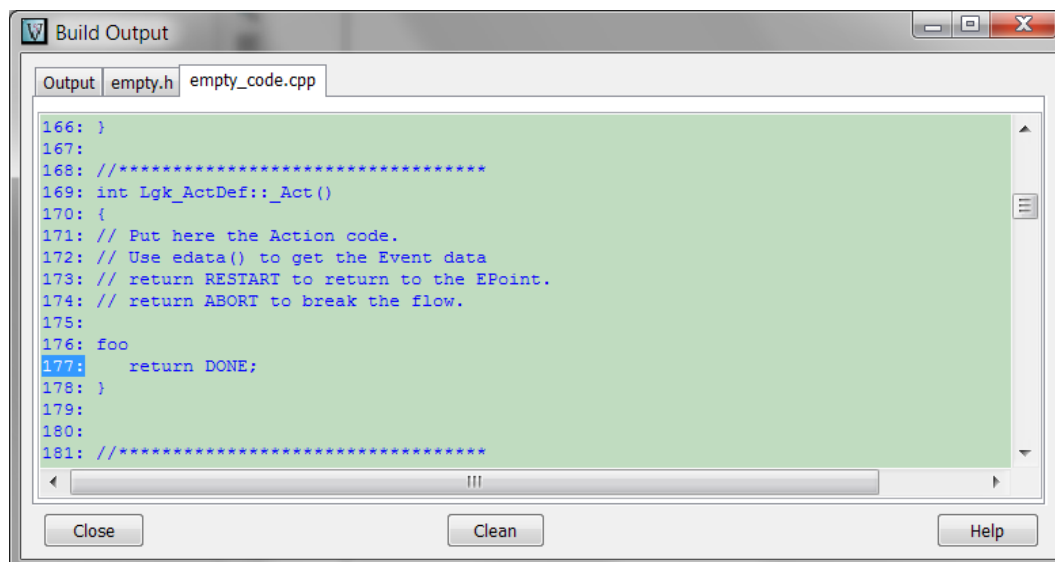 Build Output
Output empty.h empty_code.cpp
166: }
167:
168: //**********************************
169: int Lgk_ActDef::_Act()
170: {
171: // Put here the Action code.
172: // Use edata() to get the Event data
173: // return RESTART to return to the EPoint.
174: // return ABORT to break the flow.
175:
176: foo
177:    return DONE;
178: }
179:
180:
181: //**********************************
Close Clean Help